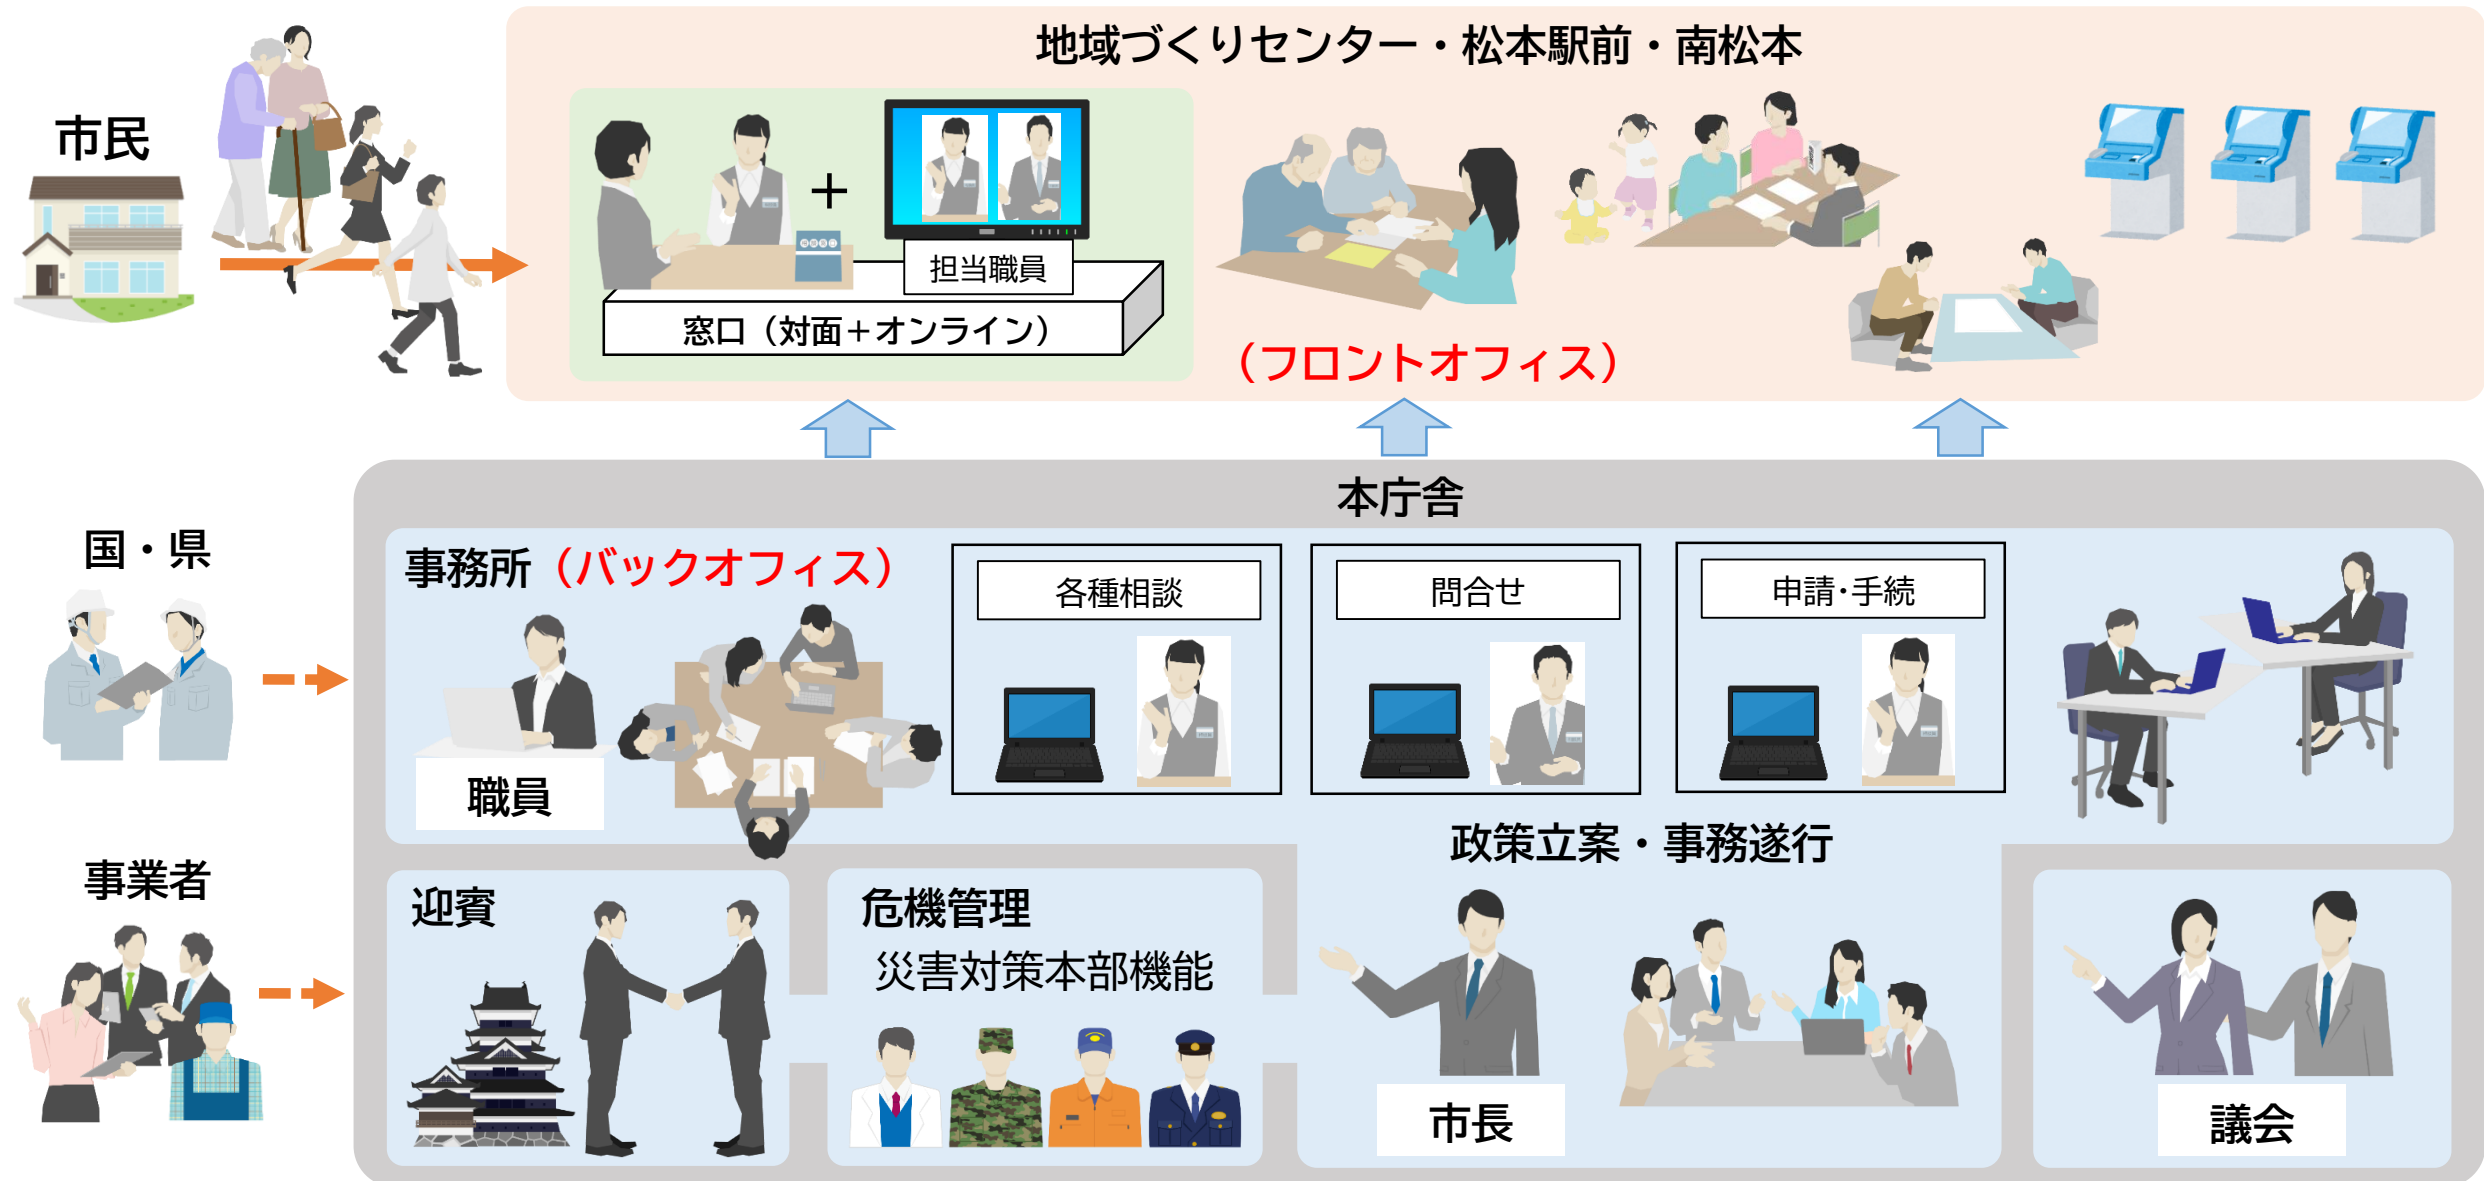 地域づくりセンター・松本駅前・南松本
市民
＋
担当職員
窓口（対面＋オンライン）
（フロントオフィス）
本庁舎
国・県
事務所（バックオフィス）
各種相談
問合せ
申請・手続
職員
政策立案・事務遂行
事業者
迎賓
危機管理
災害対策本部機能
市長
議会